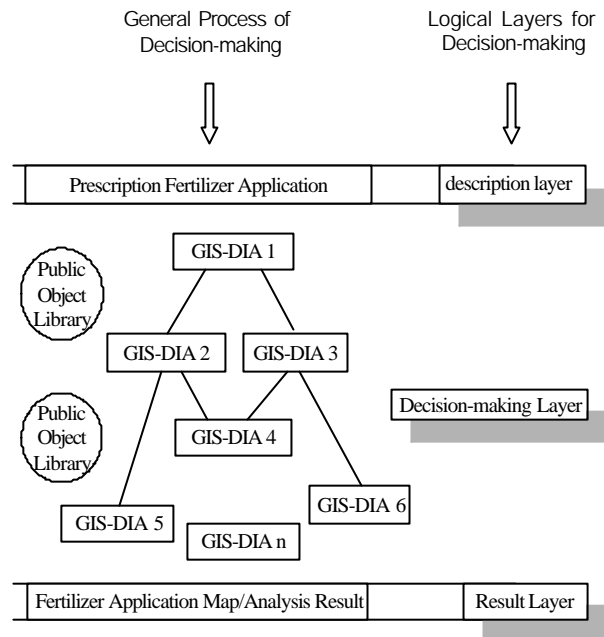 General Process of
Decision-making
Logical Layers for
Decision-making
Prescription Fertilizer Application
description layer
Public
Object
Library
GIS-DIA 1
GIS-DIA 2
GIS-DIA 3
Public
Object
Library
GIS-DIA 4
Decision-making Layer
GIS-DIA 5
GIS-DIA n
GIS-DIA 6
Fertilizer Application Map/Analysis Result
Result Layer